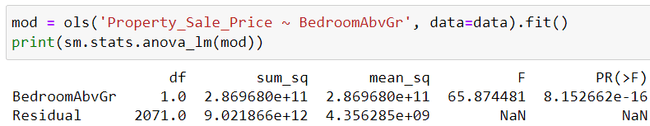 mod = ols('Property_Sale_Price ~ BedroomAbvGr', data=data).fit()
print(sm.stats.anova_lm(mod))
df sum_sq mean_sq F PR(>F)
BedroomAbvGr 1.0 2.869680e+11 2.869680e+11 65.874481 8.152662e-16
Residual 2071.0 9.021866e+12 4.356285e+09 NaN NaN